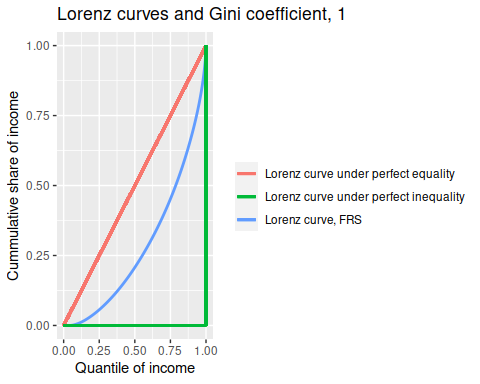 Lorenz curves and Gini coefficient, 1
Cummulative share of income
1.00
0.75
0.50
0.25
0.00
0.00 0.25 0.50 0.75 1.00
Quantile of income
Lorenz curve under perfect equality
Lorenz curve under perfect inequality
Lorenz curve, FRS